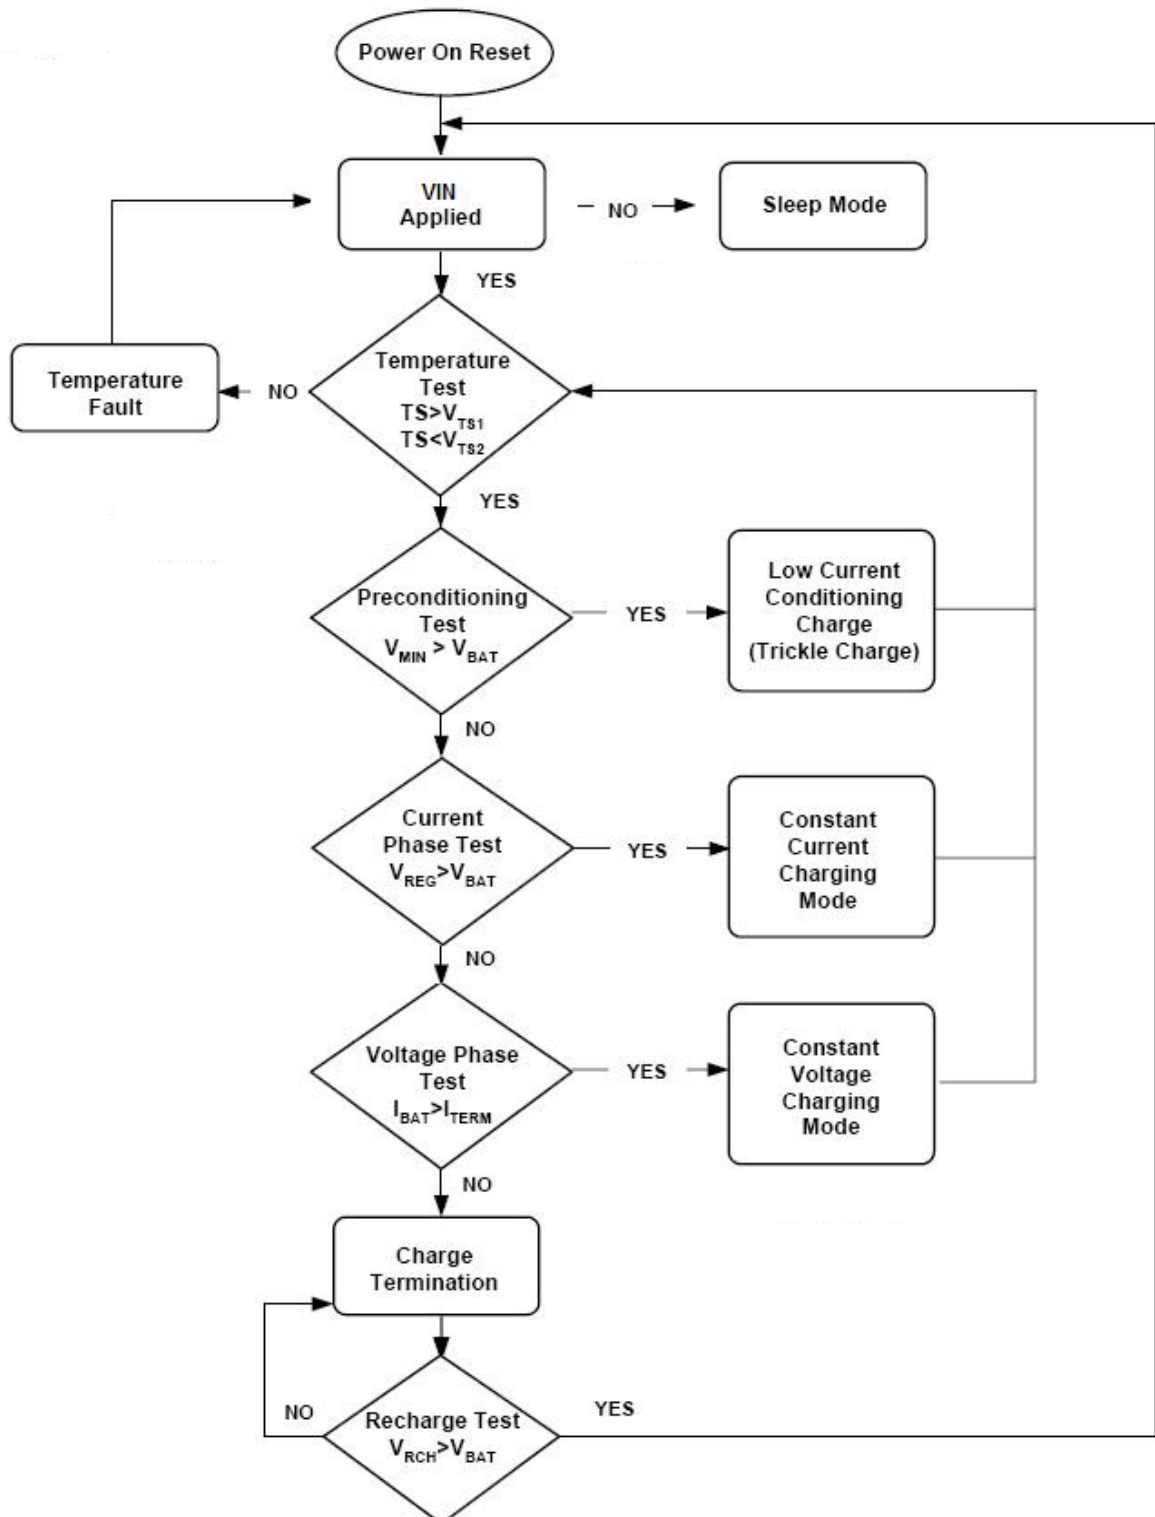 Power On Reset
VIN
Applied
NO
Sleep Mode
YES
Temperature
Fault
NO
Temperature
Test
TS>VTS1
TS<VTS2
YES
Preconditioning
Test
VMIN > VBAT
YES
Low Current
Conditioning
Charge
(Trickle Charge)
NO
Current
Phase Test
VREG>VBAT
YES
Constant
Current
Charging
Mode
NO
Voltage Phase
Test
IBAT>ITERM
YES
Constant
Voltage
Charging
Mode
NO
Charge
Termination
NO
Recharge Test
VRCH>VBAT
YES